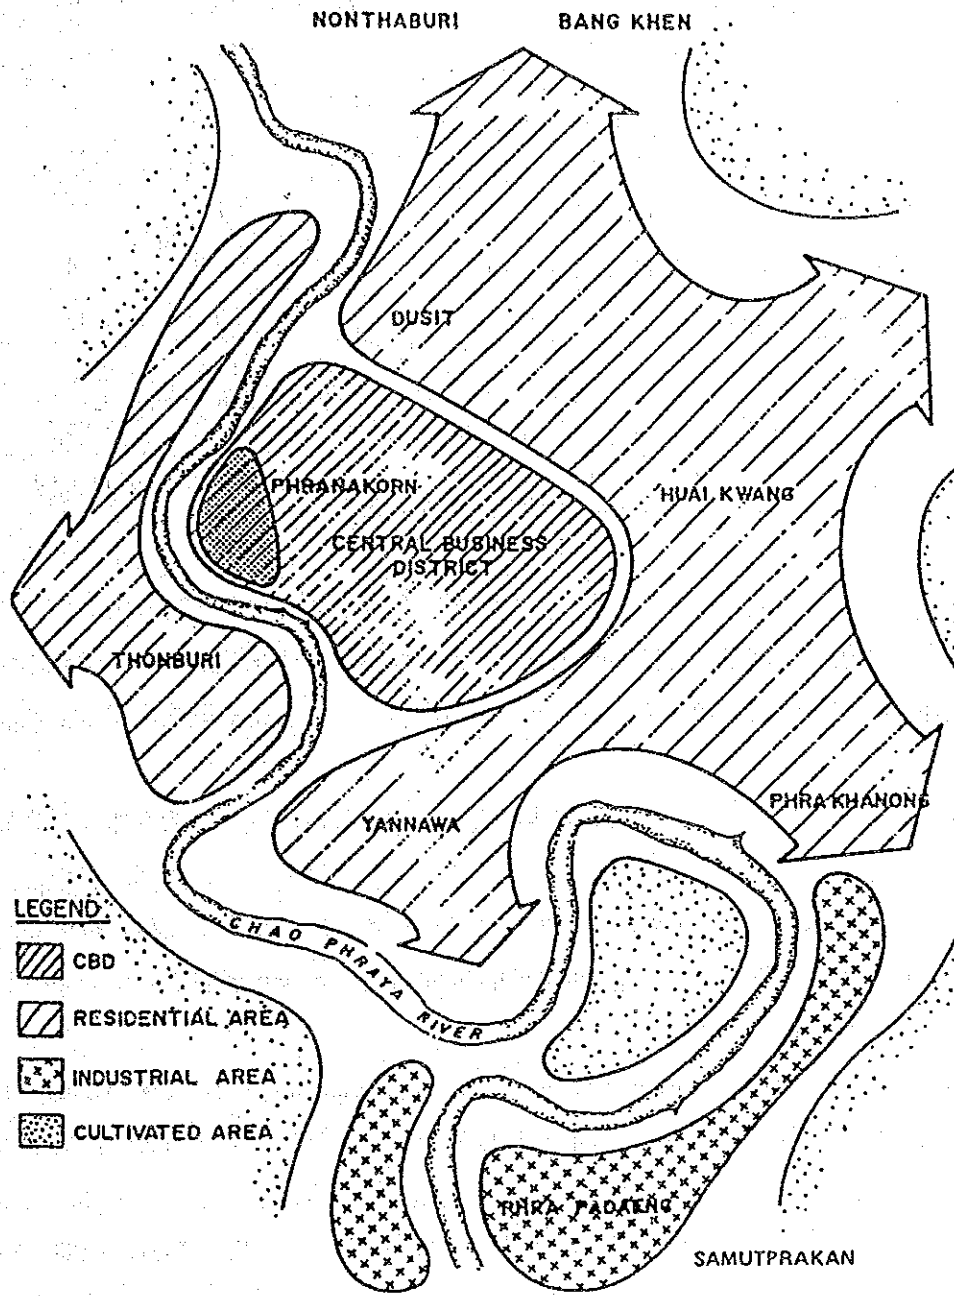 NONTHABURI
BANG KHEN
DUSIT
PHRANAKORN
HUAI KWANG
CENTRAL BUSINESS
DISTRICT
THONBURI
PHRA KHANONG
YANNAWA
LEGEND
CHAO PHRAYA RIVER
CBD
RESIDENTIAL AREA
INDUSTRIAL AREA
CULTIVATED AREA
PHRA PADAENG
SAMUTPRAKAN